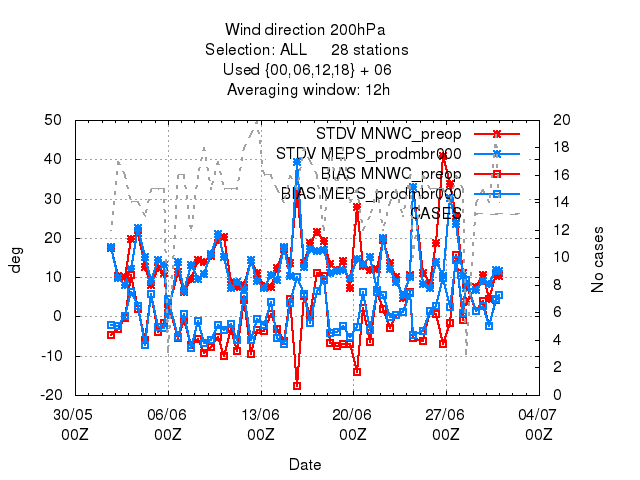 Wind direction 200hPa
Selection: ALL 28 stations
Used {00,06,12,18} + 06
Averaging window: 12h
STDV MNWC_preop
STDV MEPS_prodmbr000
BIAS MNWC_preop
BIAS MEPS_prodmbr000
CASES
deg
50
40
30
20
10
0
-10
-20
No cases
20
18
16
14
12
10
8
6
4
2
0
30/05 06/06 13/06 20/06 27/06 04/07
00Z 00Z 00Z 00Z 00Z 00Z
Date